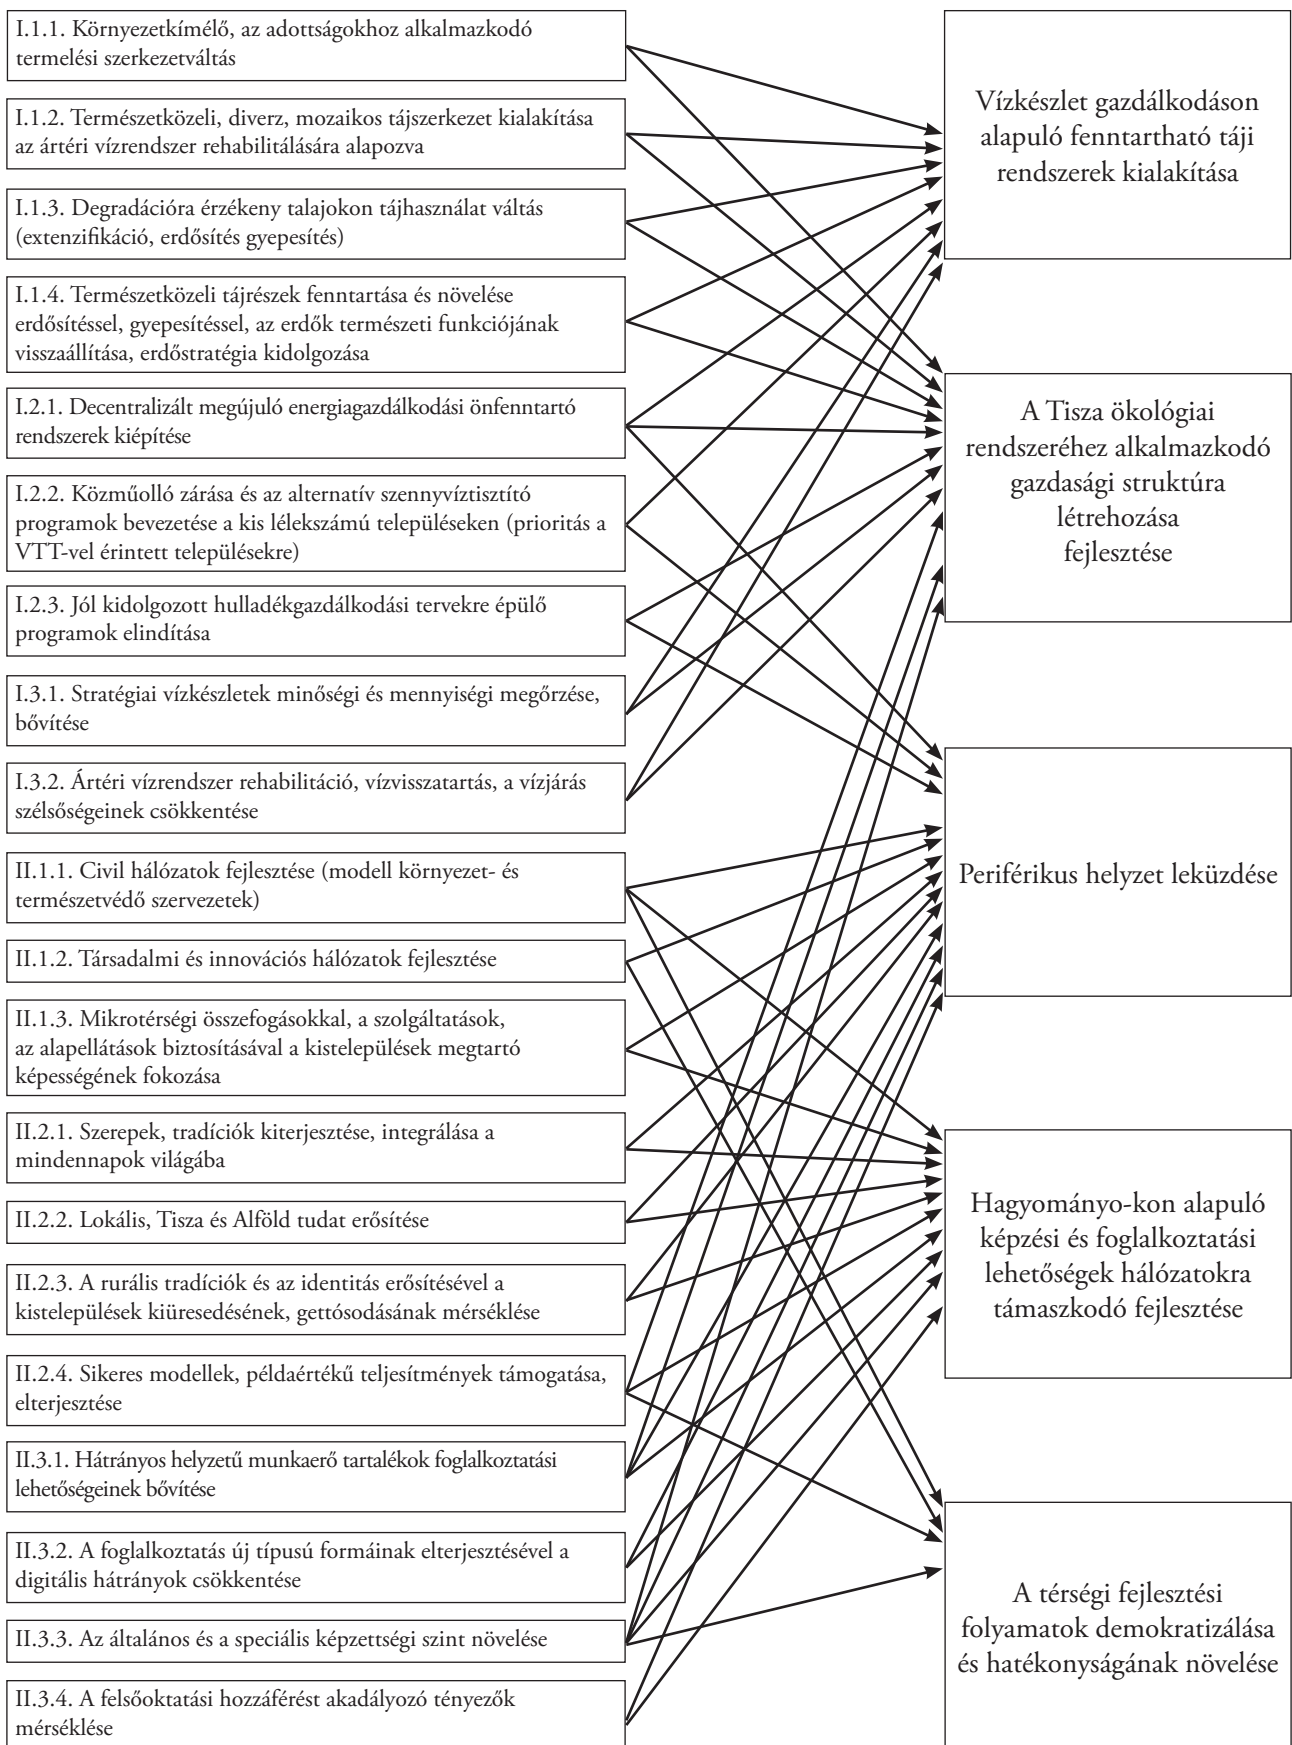 I.1.1. Környezetkímélő, az adottságokhoz alkalmazkodó
termelési szerkezetváltás
I.1.2. Természetközeli, diverz, mozaikos tájszerkezet kialakítása
az ártéri vízrendszer rehabilitálására alapozva
I.1.3. Degradációra érzékeny talajokon tájhasználat váltás
(extenzifikáció, erdősítés gyepesítés)
I.1.4. Természetközeli tájrészek fenntartása és növelése
erdősítéssel, gyepesítéssel, az erdők természeti funkciójának
visszaállítása, erdőstratégia kidolgozása
I.2.1. Decentralizált megújuló energiagazdálkodási önfenntartó
rendszerek kiépítése
I.2.2. Közműolló zárása és az alternatív szennyvíztisztító
programok bevezetése a kis lélekszámú településeken (prioritás a
VTT-vel érintett településekre)
I.2.3. Jól kidolgozott hulladékgazdálkodási tervekre épülő
programok elindítása
I.3.1. Stratégiai vízkészletek minőségi és mennyiségi megőrzése,
bővítése
I.3.2. Ártéri vízrendszer rehabilitáció, vízvisszatartás, a vízjárás
szélsőségeinek csökkentése
II.1.1. Civil hálózatok fejlesztése (modell környezet- és
természetvédő szervezetek)
II.1.2. Társadalmi és innovációs hálózatok fejlesztése
II.1.3. Mikrotérségi összefogásokkal, a szolgáltatások,
az alapellátások biztosításával a kistelepülések megtartó
képességének fokozása
II.2.1. Szerepek, tradíciók kiterjesztése, integrálása a
mindennapok világába
II.2.2. Lokális, Tisza és Alföld tudat erősítése
II.2.3. A rurális tradíciók és az identitás erősítésével a
kistelepülések kiüresedésének, gettósodásának mérséklése
II.2.4. Sikeres modellek, példaértékű teljesítmények támogatása,
elterjesztése
II.3.1. Hátrányos helyzetű munkaerő tartalékok foglalkoztatási
lehetőségeinek bővítése
II.3.2. A foglalkoztatás új típusú formáinak elterjesztésével a
digitális hátrányok csökkentése
II.3.3. Az általános és a speciális képzettségi szint növelése
II.3.4. A felsőoktatási hozzáférést akadályozó tényezők
mérséklése
Vízkészlet gazdálkodáson
alapuló fenntartható táji
rendszerek kialakítása
A Tisza ökológiai
rendszeréhez alkalmazkodó
gazdasági struktúra
létrehozása
fejlesztése
Periférikus helyzet leküzdése
Hagyományo-kon alapuló
képzési és foglalkoztatási
lehetőségek hálózatokra
támaszkodó fejlesztése
A térségi fejlesztési
folyamatok demokratizálása
és hatékonyságának növelése